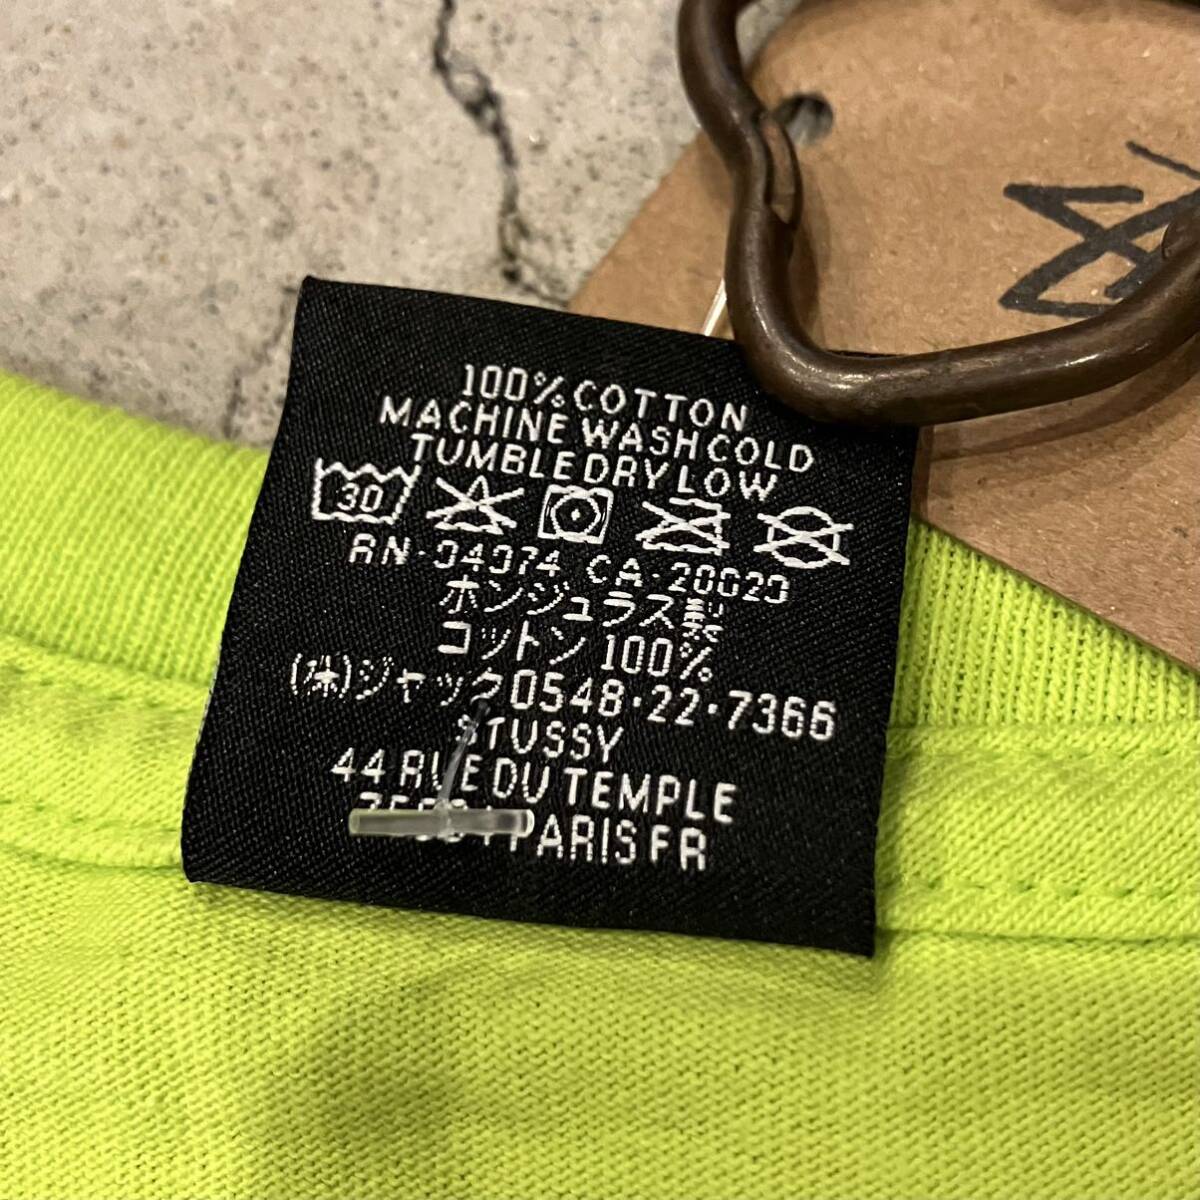 100% COTTON
MACHINE WASH COLD
TUMBLE DRY LOW
30
RN·94974 CA·20029
ホンジュラス製
コットン 100%
(株)ジャック0548·22·7366
STUSSY
44 RUE DU TEMPLE
PARIS FR